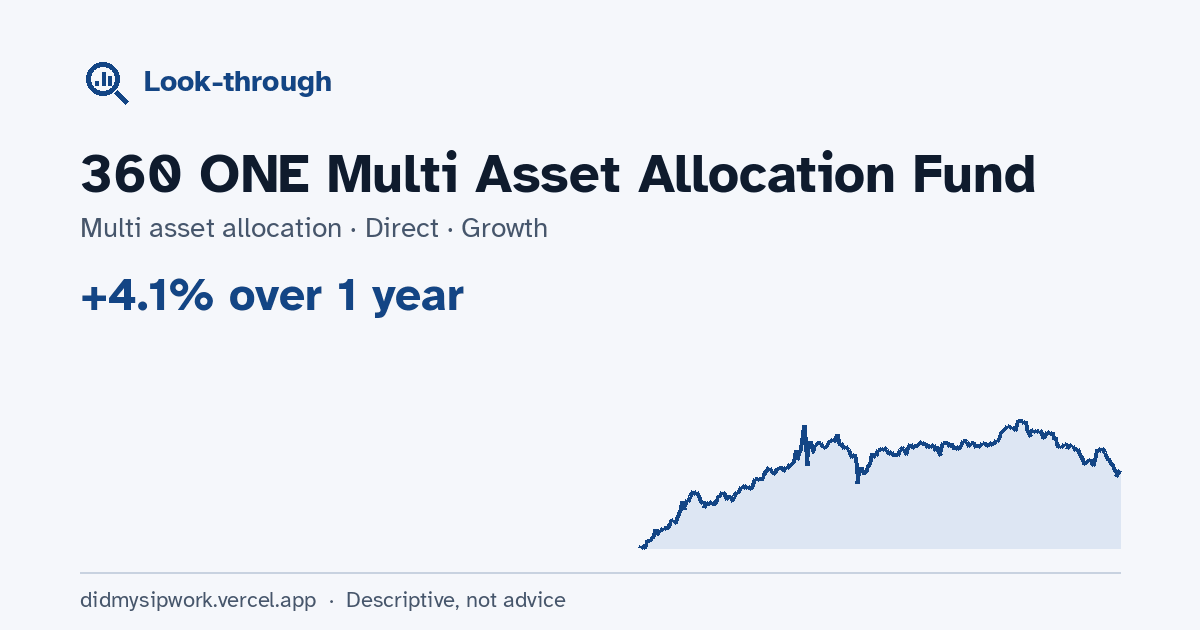 Look-through
360 ONE Multi Asset Allocation Fund
Multi asset allocation · Direct · Growth
+4.1% over 1 year
didmysipwork.vercel.app · Descriptive, not advice